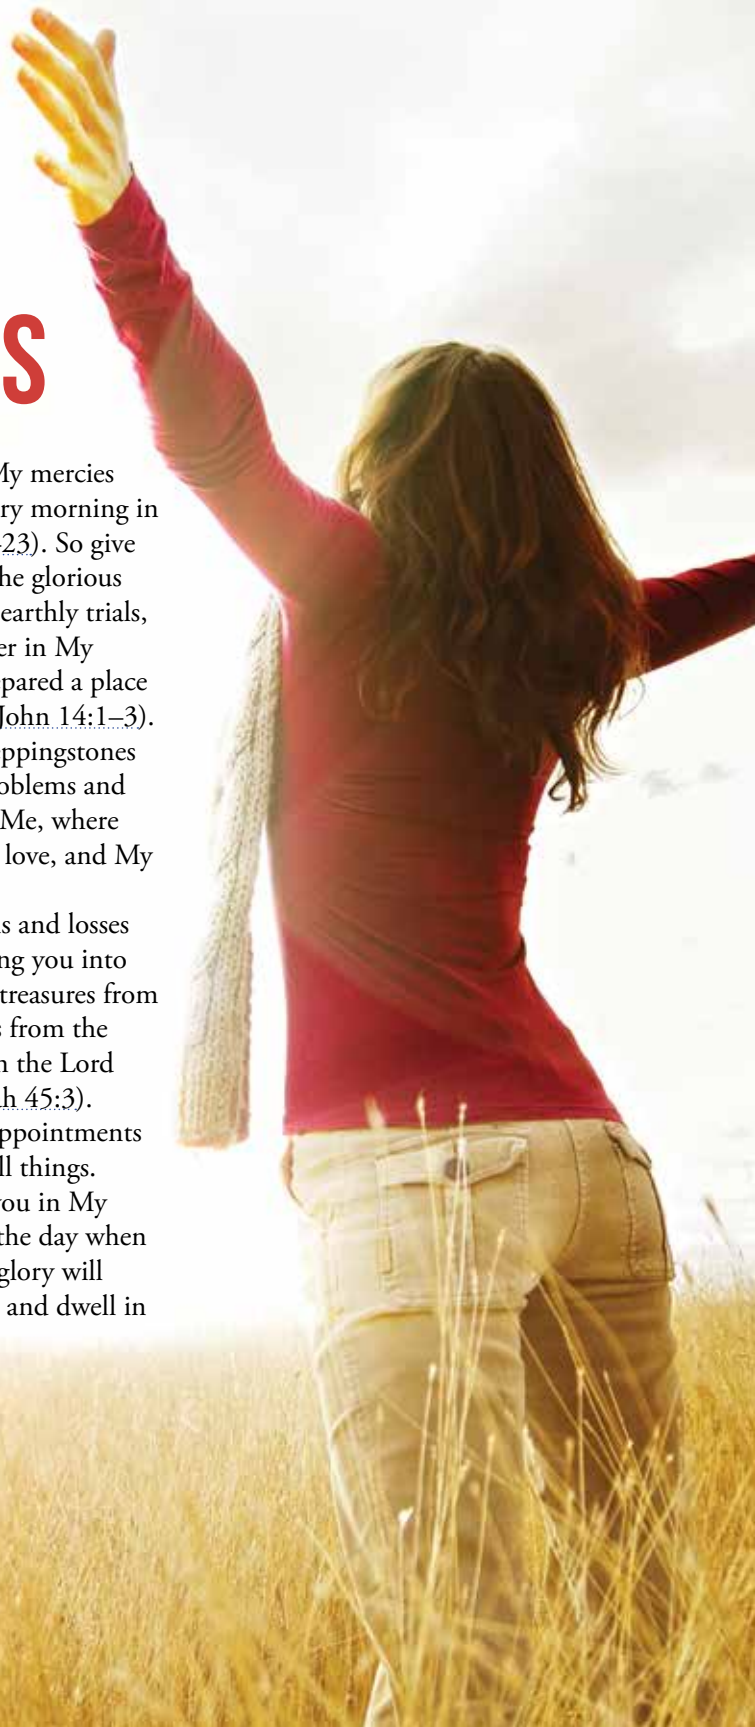 S
My mercies
ry morning in
-23). So give
he glorious
earthly trials,
er in My
pared a place
John 14:1–3).
ppingstones
oblems and
Me, where
love, and My
s and losses
ng you into
treasures from
s from the
n the Lord
h 45:3).
ppointments
ll things.
you in My
the day when
glory will
and dwell in